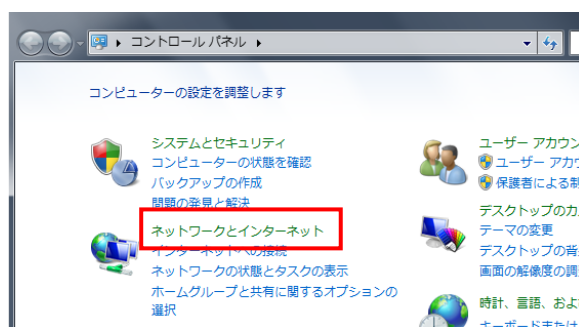 コントロール パネル
コンピューターの設定を調整します
システムとセキュリティ
コンピューターの状態を確認
バックアップの作成
問題の発見と解決
ネットワークとインターネット
インターネットへの接続
ネットワークの状態とタスクの表示
ホームグループと共有に関するオプションの
選択
ユーザー アカウン
ユーザー アカウ
保護者による制
デスクトップのカ
テーマの変更
デスクトップの背
画面の解像度の調
時計、言語、およ
キーボードまたは